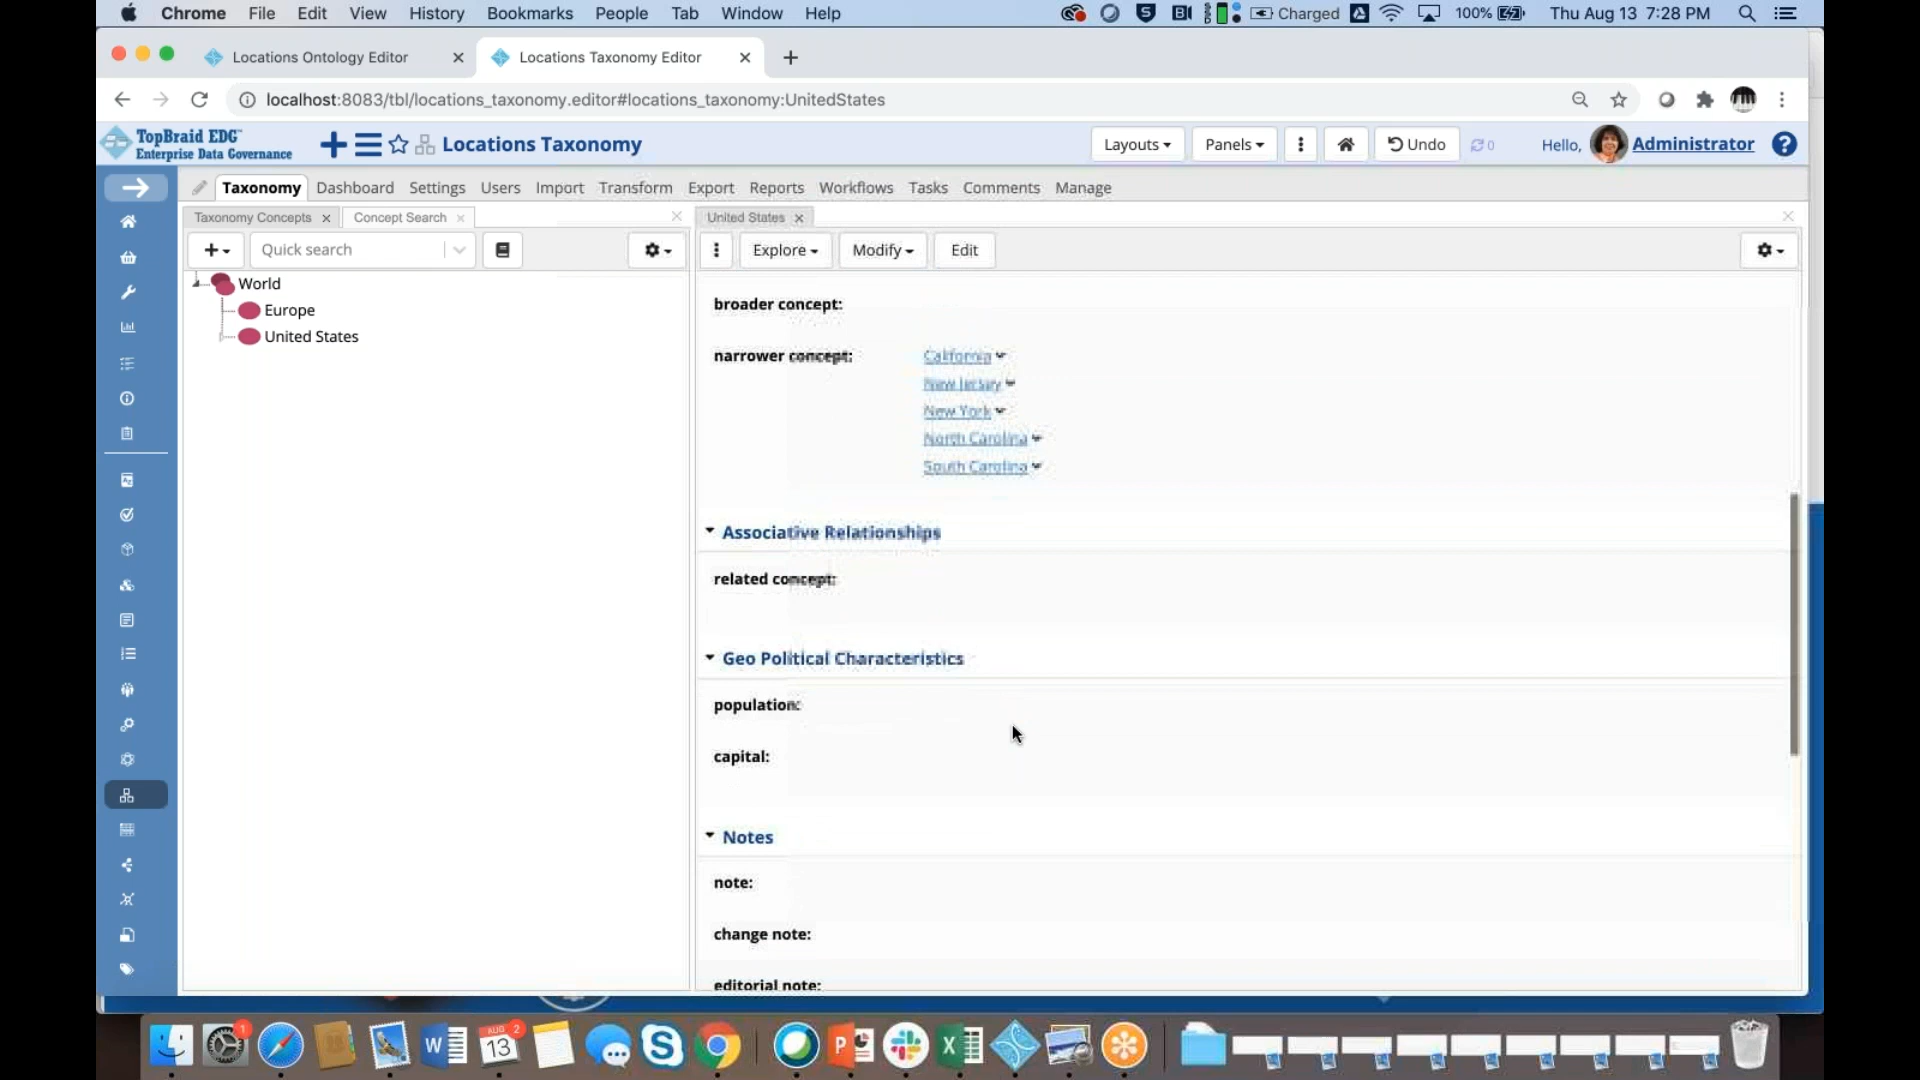 Chrome File Edit View History Bookmarks People Tab Window Help Charged 100% Thu Aug 13 7:28 PM
Locations Ontology Editor Locations Taxonomy Editor
localhost:8083/tbl/locations_taxonomy.editor#locations_taxonomy:UnitedStates
TopBraid EDG™
Enterprise Data Governance
Locations Taxonomy Layouts Panels Undo 0 Hello, Administrator ?
Taxonomy Dashboard Settings Users Import Transform Export Reports Workflows Tasks Comments Manage
Taxonomy Concepts Concept Search United States
Quick search Explore Modify Edit
World
Europe
United States
broader concept:
narrower concept: California
New Jersey
New York
North Carolina
South Carolina
Associative Relationships
related concept:
Geo Political Characteristics
population:
capital:
Notes
note:
change note:
editorial note:
1 W AUG 2 13 S P X